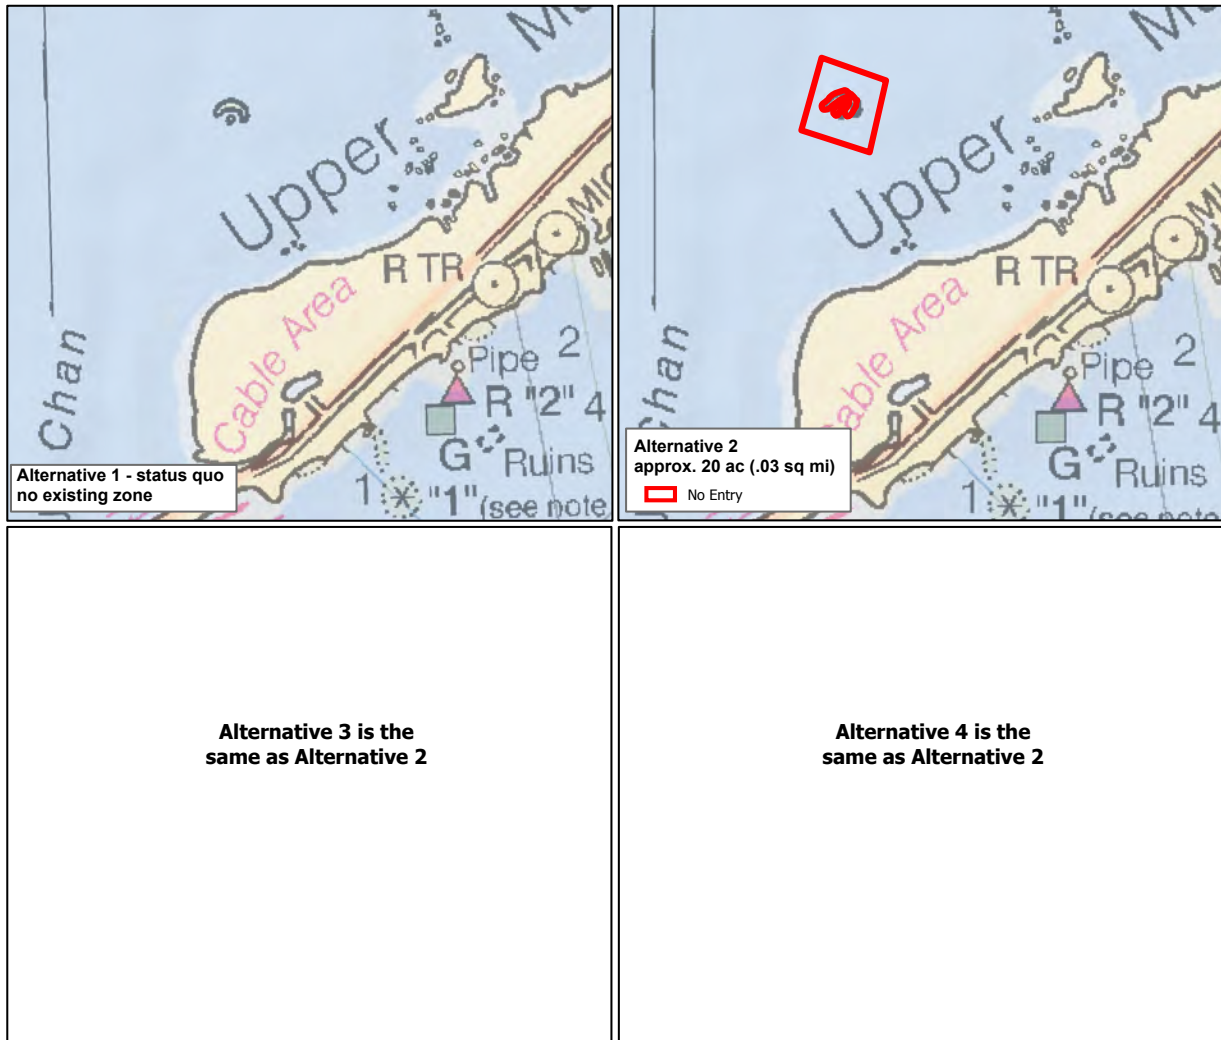 Upper
R TR
Cable Area
Chan
Pipe
2
R "2" 4
G
Ruins
1
"1" (see note
Alternative 1 - status quo
no existing zone
Upper
R TR
Cable Area
Chan
Pipe
2
R "2" 4
G
Ruins
1
"1" (see note
Alternative 2
approx. 20 ac (.03 sq mi)
No Entry
Alternative 3 is the
same as Alternative 2
Alternative 4 is the
same as Alternative 2